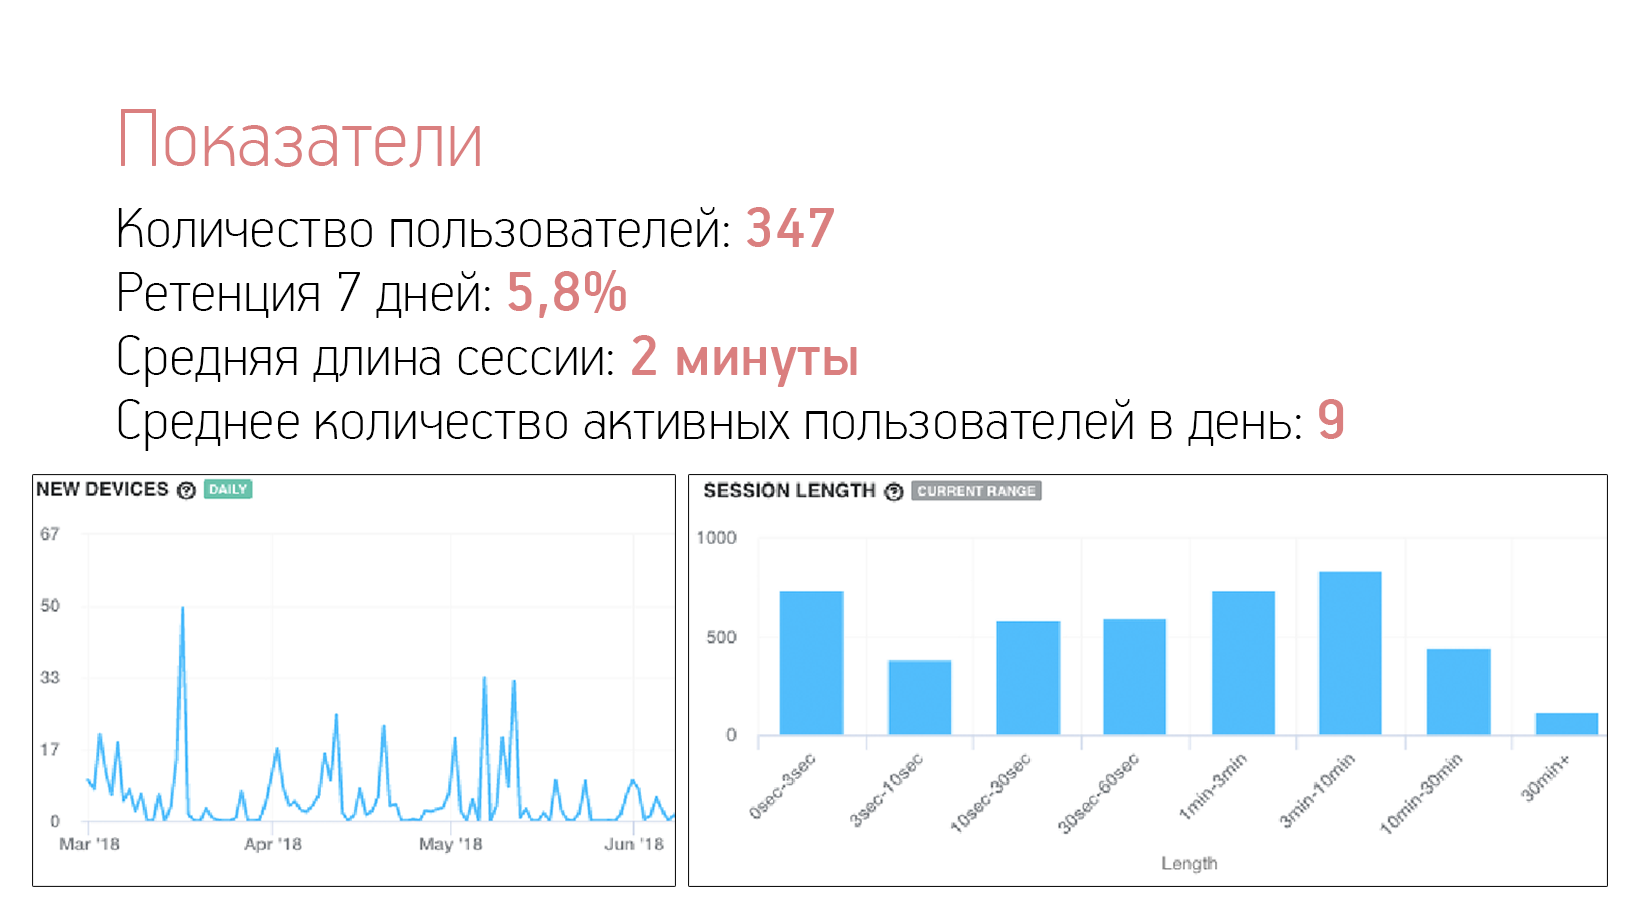 Показатели
Количество пользователей: 347
Ретенция 7 дней: 5,8%
Средняя длина сессии: 2 минуты
Среднее количество активных пользователей в день: 9
NEW DEVICES ? DAILY
67
50
33
17
0
Mar '18 Apr '18 May '18 Jun '18
SESSION LENGTH ? CURRENT RANGE
1000
500
0
0sec-3sec 3sec-10sec 10sec-30sec 30sec-60sec 1min-3min 3min-10min 10min-30min 30min+
Length